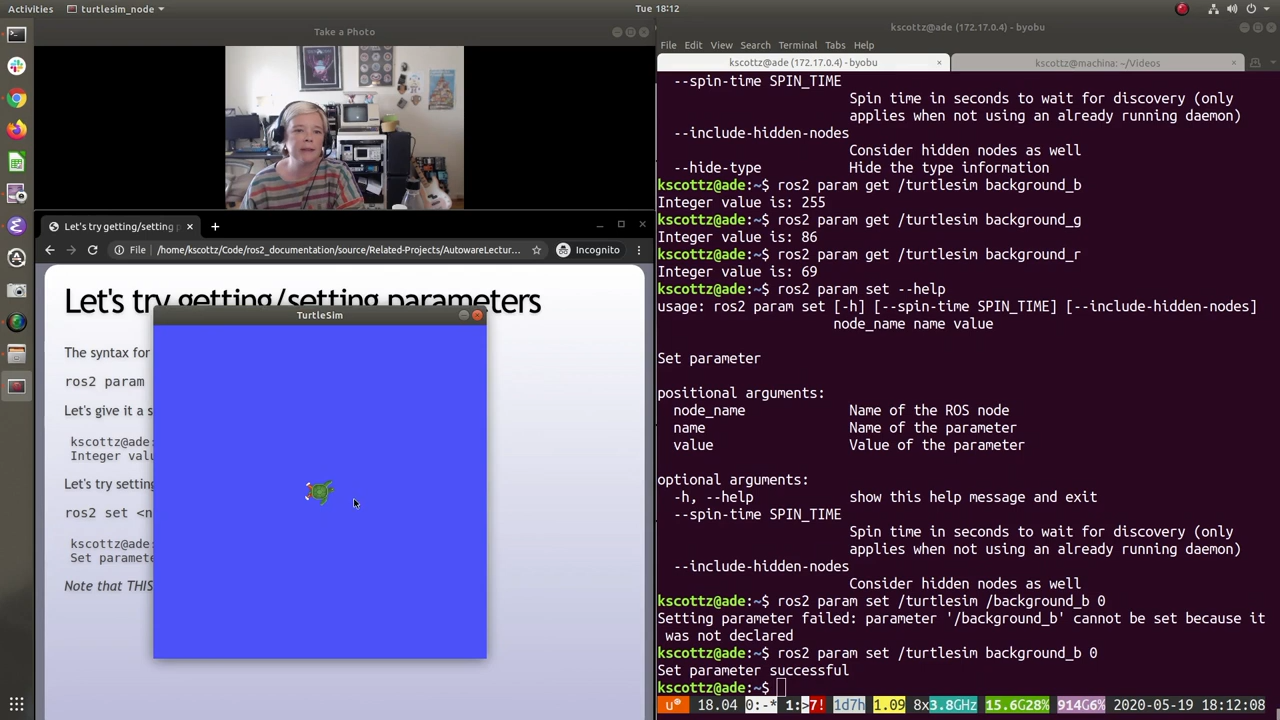 Activities
turtlesim_node
Tue 18:12
Take a Photo
Let's try getting/setting p
File
/home/kscottz/Code/ros2_documentation/source/Related-Projects/AutowareLectur...
Incognito
Let's try getting/setting parameters
TurtleSim
The syntax for
ros2 param
Let's give it a s
kscottz@ade:
Integer valu
Let's try setting
ros2 set <n
kscottz@ade:
Set paramete
Note that THIS
kscottz@ade (172.17.0.4) - byobu
File Edit View Search Terminal Tabs Help
kscottz@ade (172.17.0.4) - byobu
kscottz@machina: ~/Videos
--spin-time SPIN_TIME
Spin time in seconds to wait for discovery (only
applies when not using an already running daemon)
--include-hidden-nodes
Consider hidden nodes as well
--hide-type Hide the type information
kscottz@ade:~$ ros2 param get /turtlesim background_b
Integer value is: 255
kscottz@ade:~$ ros2 param get /turtlesim background_g
Integer value is: 86
kscottz@ade:~$ ros2 param get /turtlesim background_r
Integer value is: 69
kscottz@ade:~$ ros2 param set --help
usage: ros2 param set [-h] [--spin-time SPIN_TIME] [--include-hidden-nodes]
node_name name value
Set parameter
positional arguments:
node_name Name of the ROS node
name Name of the parameter
value Value of the parameter
optional arguments:
-h, --help show this help message and exit
--spin-time SPIN_TIME
Spin time in seconds to wait for discovery (only
applies when not using an already running daemon)
--include-hidden-nodes
Consider hidden nodes as well
kscottz@ade:~$ ros2 param set /turtlesim /background_b 0
Setting parameter failed: parameter '/background_b' cannot be set because it
was not declared
kscottz@ade:~$ ros2 param set /turtlesim background_b 0
Set parameter successful
kscottz@ade:~$
u® 18.04 0:-* 1:>7! 1d7h 1.09 8x3.8GHz 15.6G28% 914G6% 2020-05-19 18:12:08